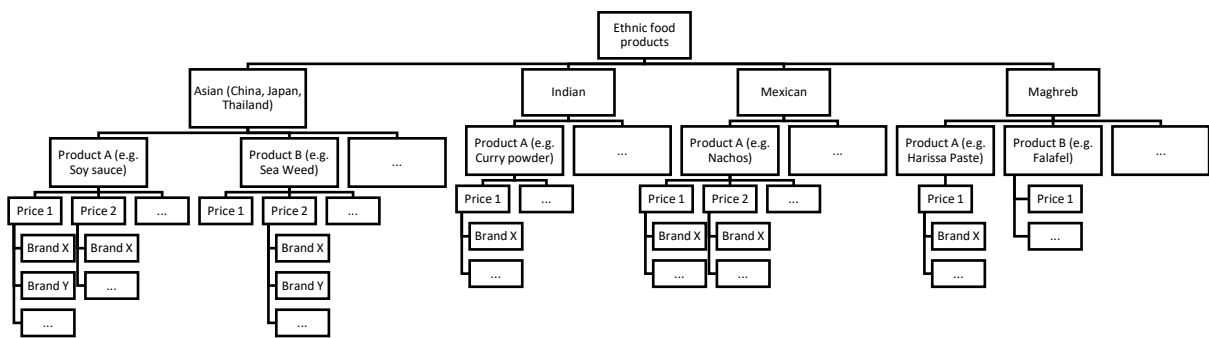 Ethnic food
products
Asian (China, Japan,
Thailand)
Indian
Mexican
Maghreb
Product A (e.g.
Soy sauce)
Product B (e.g.
Sea Weed)
...
Product A (e.g.
Curry powder)
...
Product A (e.g.
Nachos)
...
Product A (e.g.
Harissa Paste)
Product B (e.g.
Falafel)
...
Price 1
Price 2
...
Price 1
Price 2
...
Price 1
...
Price 1
Price 2
...
Price 1
Price 1
Brand X
Brand X
Brand X
Brand X
Brand X
Brand X
Brand X
...
Brand Y
...
Brand Y
...
...
...
...
...
...